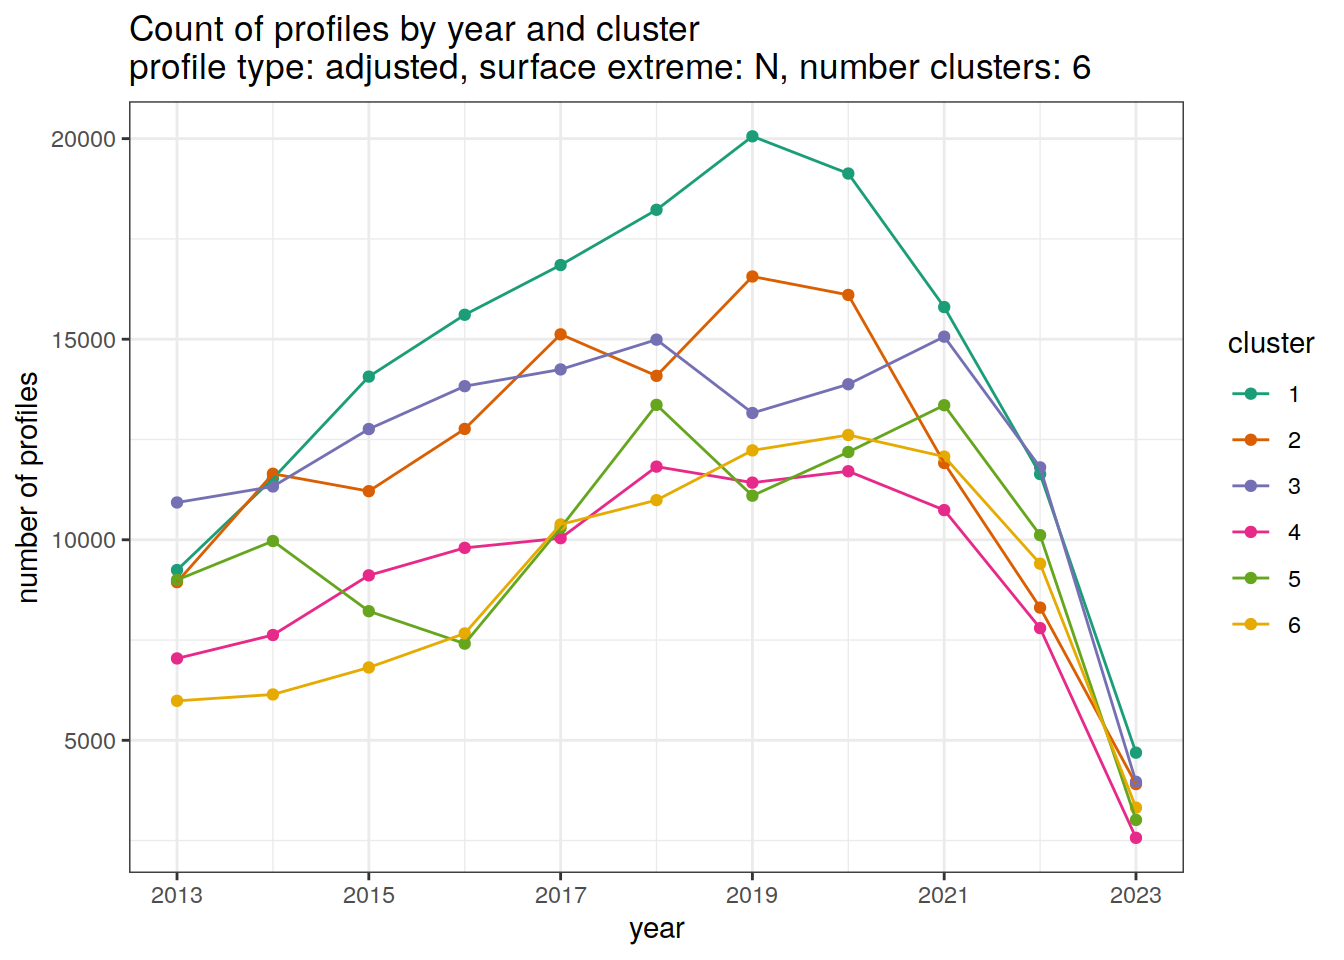 Count of profiles by year and cluster
profile type: adjusted, surface extreme: N, number clusters: 6
20000
15000
10000
5000
number of profiles
2013 2015 2017 2019 2021 2023
year
cluster
1
2
3
4
5
6